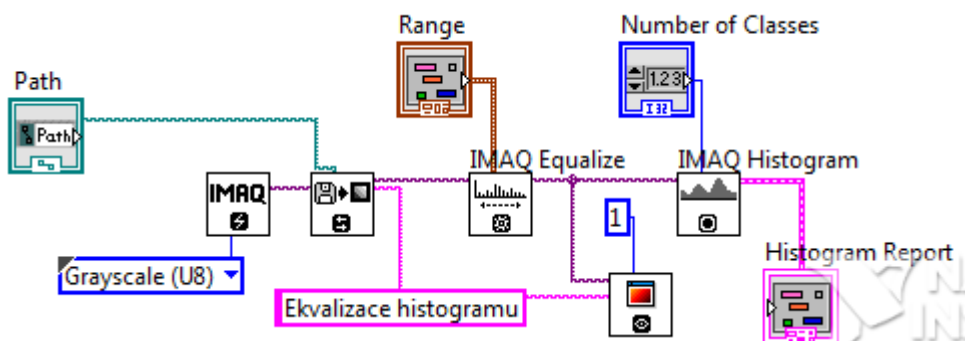 Range
Number of Classes
Path
Path
1.23
I32
IMAQ Equalize
IMAQ Histogram
IMAQ
1
Histogram Report
Grayscale (U8)
Ekvalizace histogramu